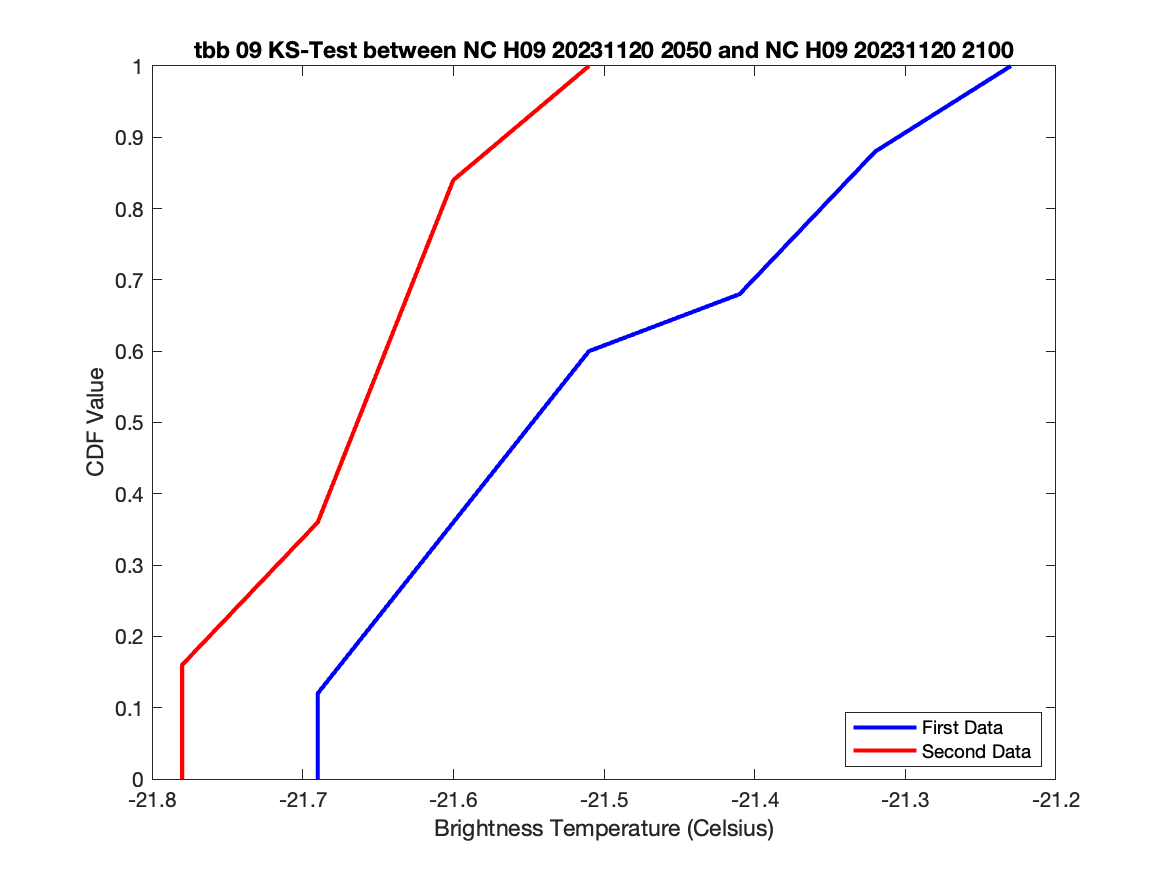 tbb 09 KS-Test between NC H09 20231120 2050 and NC H09 20231120 2100
1
0.9
0.8
0.7
0.6
0.5
0.4
0.3
0.2
0.1
0
CDF Value
First Data
Second Data
-21.8 -21.7 -21.6 -21.5 -21.4 -21.3 -21.2
Brightness Temperature (Celsius)